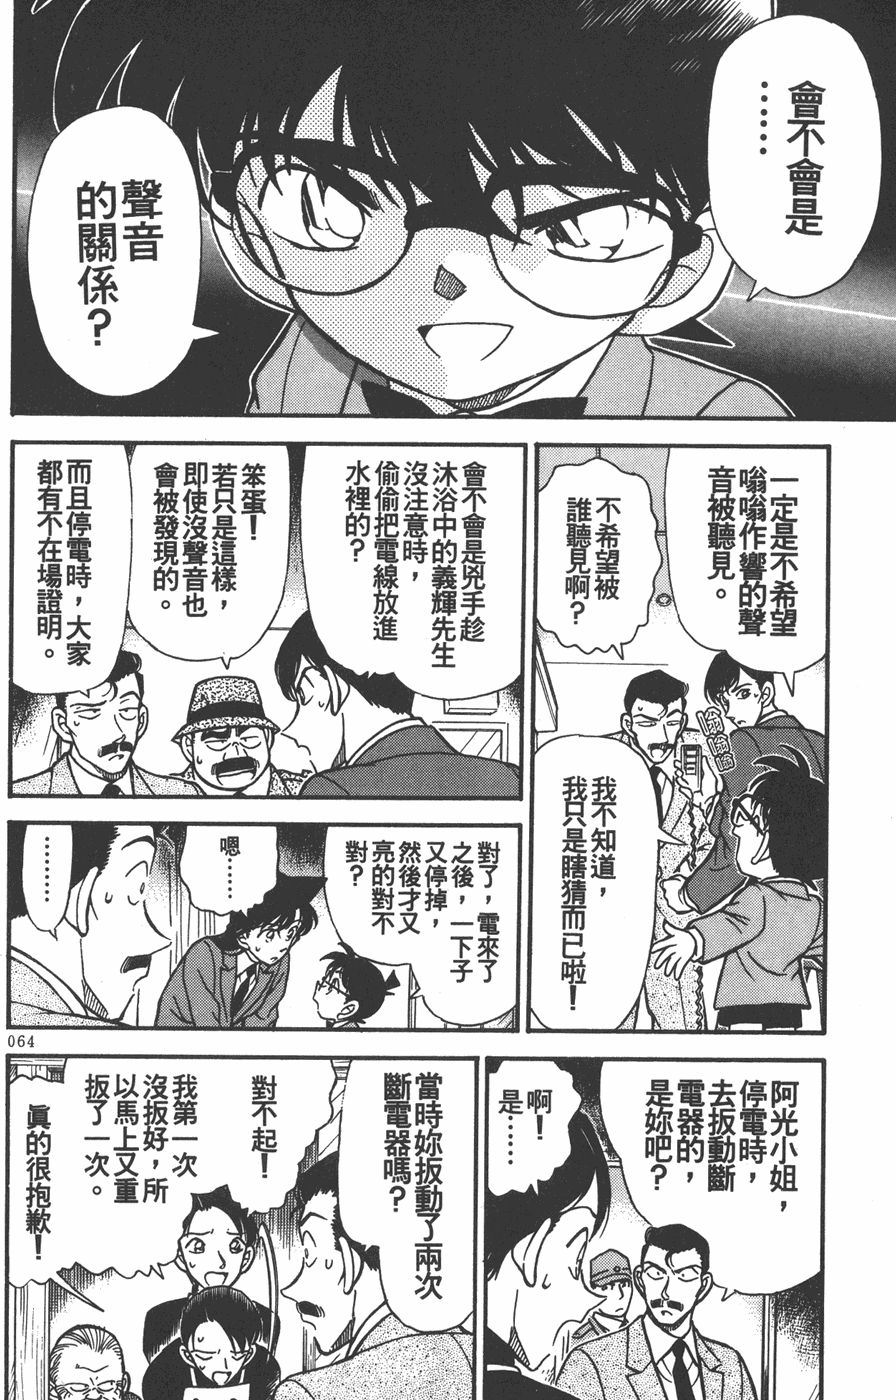 會不會是
……
聲音
的關係？
一定是不希望
嗡嗡作響的聲
音被聽見。
不希望被
誰聽見啊？
嗡嗡嗡
我不知道，
我只是瞎猜而已啦！
會不會是兇手趁
沐浴中的義輝先生
沒注意時，
偷偷把電線放進
水裡的？
笨蛋！
若只是這樣，
即使沒聲音也
會被發現的。
而且停電時，大家
都有不在場證明。
對了，電來了
之後，一下子
又停掉，
然後才又
亮的對不
對？
嗯……
………
064
阿光小姐，
停電時，
去扳動斷
電器的，
是妳吧？
啊！
是……
當時妳扳動了兩次
斷電器嗎？
對不起！
我第一次
沒扳好，所
以馬上又重
扳了一次。
眞的很抱歉！